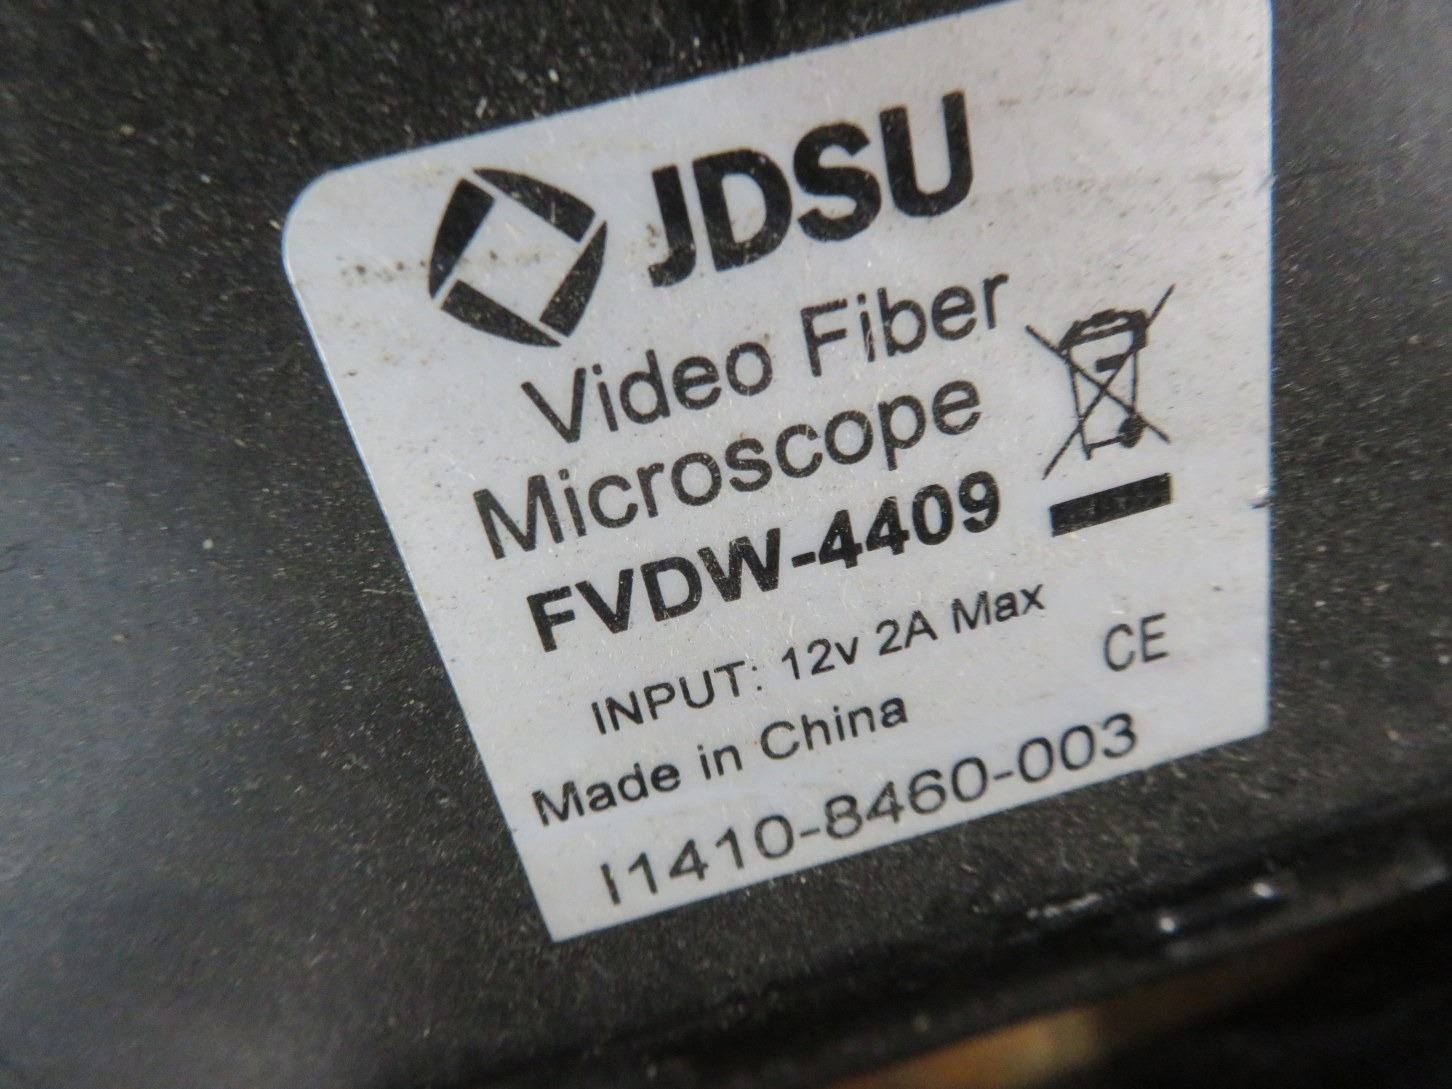 JDSU
Video Fiber
Microscope
FVDW-4409
INPUT: 12v 2A Max
CE
Made in China
I1410-8460-003